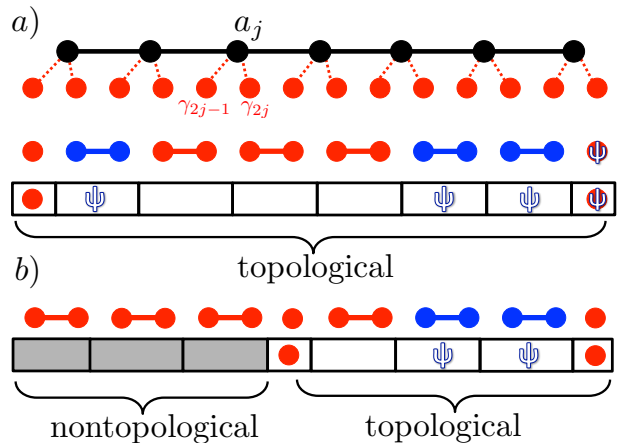 a) a_j
γ_{2j−1} γ_{2j}
ψ
ψ ψ ψ ψ
topological
b)
ψ ψ
nontopological topological